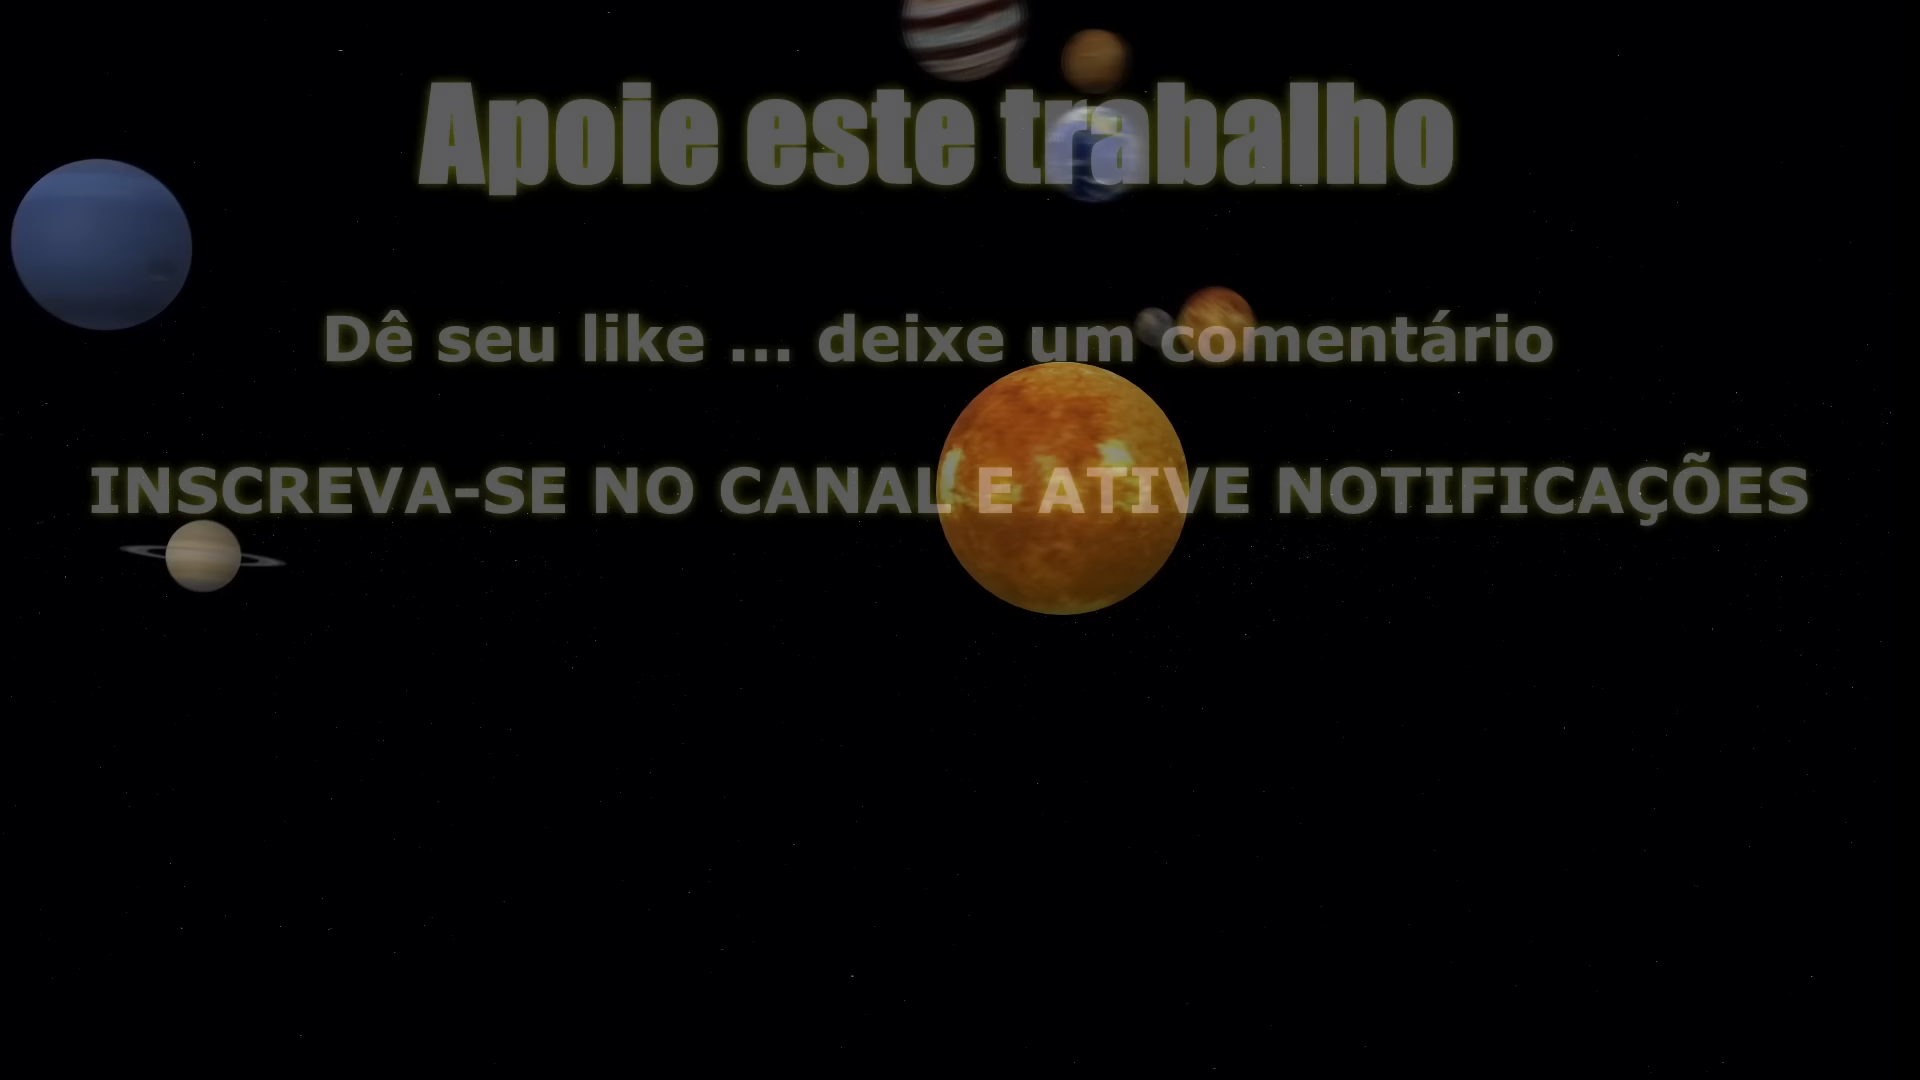 Apoie este trabalho
Dê seu like ... deixe um comentário
INSCREVA-SE NO CANAL E ATIVE NOTIFICAÇÕES